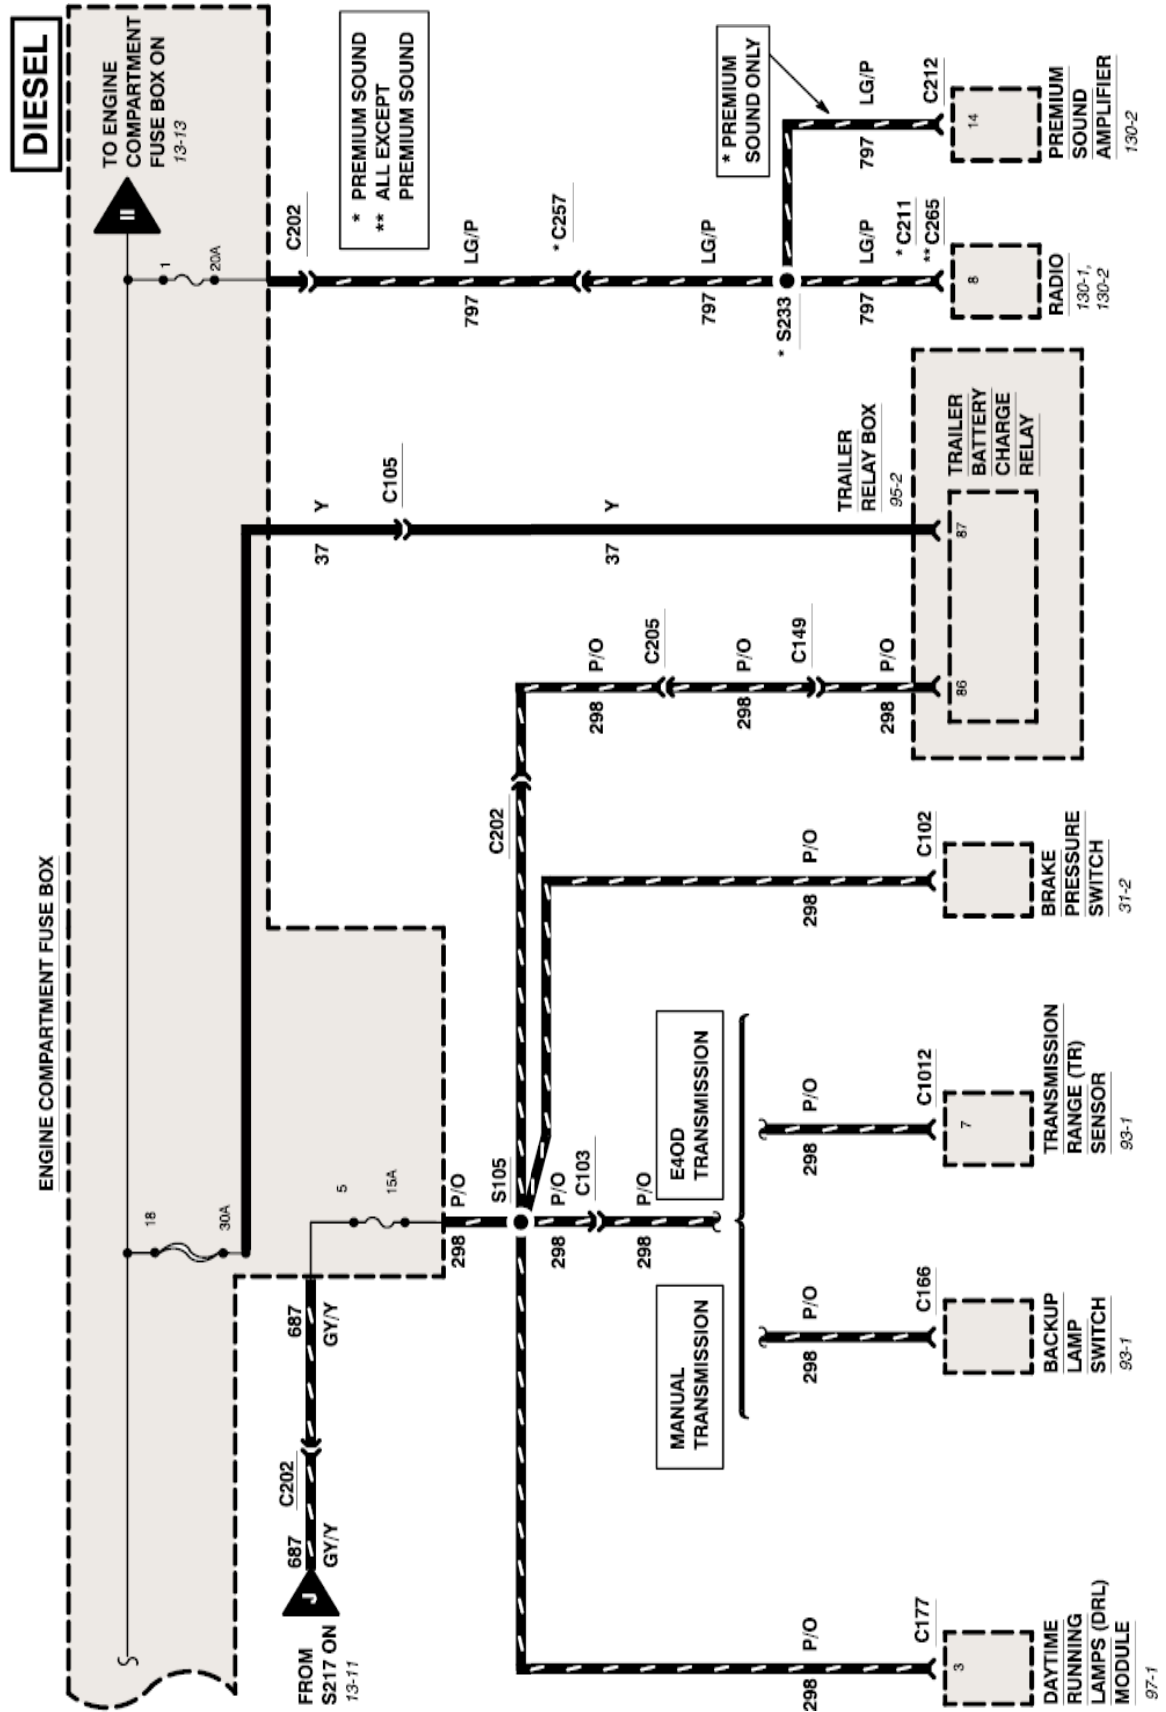 DIESEL
ENGINE COMPARTMENT FUSE BOX
TO ENGINE
COMPARTMENT
FUSE BOX ON
13-13
II
18
30A
1
20A
5
15A
* PREMIUM SOUND
** ALL EXCEPT
PREMIUM SOUND
FROM
S217 ON
13-11
J
687
GY/Y
C202
687
GY/Y
298
P/O
S105
298
P/O
C103
298
P/O
C202
37
Y
C105
37
Y
C202
797
LG/P
* C257
797
LG/P
* S233
* PREMIUM
SOUND ONLY
298
P/O
C205
298
P/O
C149
298
P/O
MANUAL
TRANSMISSION
E4OD
TRANSMISSION
298
P/O
C177
298
P/O
C166
298
P/O
C1012
298
P/O
C102
TRAILER
RELAY BOX
95-2
86
87
TRAILER
BATTERY
CHARGE
RELAY
797
LG/P
* C211
** C265
797
LG/P
C212
3
DAYTIME
RUNNING
LAMPS (DRL)
MODULE
97-1
BACKUP
LAMP
SWITCH
93-1
7
TRANSMISSION
RANGE (TR)
SENSOR
93-1
BRAKE
PRESSURE
SWITCH
31-2
8
RADIO
130-1,
130-2
14
PREMIUM
SOUND
AMPLIFIER
130-2